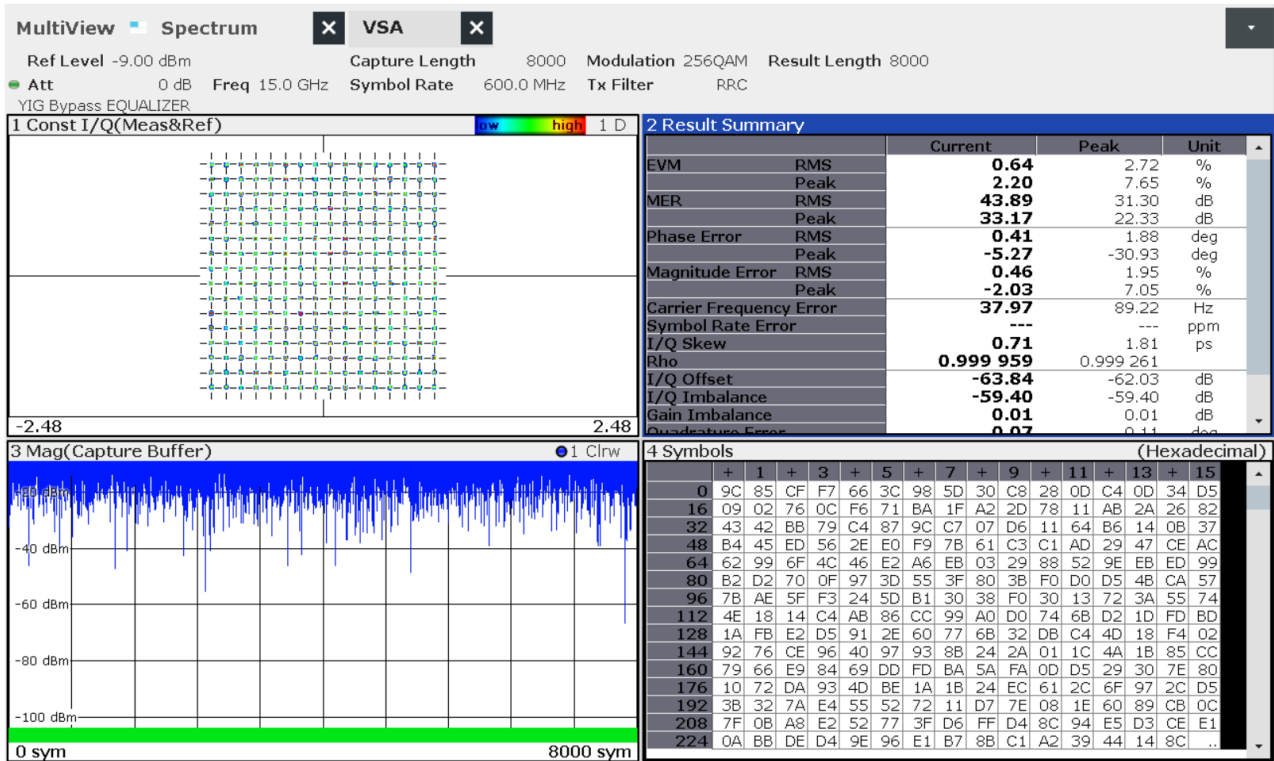 MultiView Spectrum ✕ VSA ✕
Ref Level -9.00 dBm Capture Length 8000 Modulation 256QAM Result Length 8000
Att 0 dB Freq 15.0 GHz Symbol Rate 600.0 MHz Tx Filter RRC
YIG Bypass EQUALIZER
1 Const I/Q(Meas&Ref) low high 1 D
-2.48 2.48
2 Result Summary
Current Peak Unit
EVM RMS 0.64 2.72 %
Peak 2.20 7.65 %
MER RMS 43.89 31.30 dB
Peak 33.17 22.33 dB
Phase Error RMS 0.41 1.88 deg
Peak -5.27 -30.93 deg
Magnitude Error RMS 0.46 1.95 %
Peak -2.03 7.05 %
Carrier Frequency Error 37.97 89.22 Hz
Symbol Rate Error --- --- ppm
I/Q Skew 0.71 1.81 ps
Rho 0.999 959 0.999 261
I/Q Offset -63.84 -62.03 dB
I/Q Imbalance -59.40 -59.40 dB
Gain Imbalance 0.01 0.01 dB
Quadrature Error 0.07 0.11 deg
3 Mag(Capture Buffer) 1 Clrw
-20 dBm
-40 dBm
-60 dBm
-80 dBm
-100 dBm
0 sym 8000 sym
4 Symbols (Hexadecimal)
+ 1 + 3 + 5 + 7 + 9 + 11 + 13 + 15
0 9C 85 CF F7 66 3C 98 5D 30 C8 28 0D C4 0D 34 D5
16 09 02 76 0C F6 71 BA 1F A2 2D 78 11 AB 2A 26 82
32 43 42 BB 79 C4 87 9C C7 07 D6 11 64 B6 14 0B 37
48 B4 45 ED 56 2E E0 F9 7B 61 C3 C1 AD 29 47 CE AC
64 62 99 6F 4C 46 E2 A6 EB 03 29 88 52 9E EB ED 99
80 B2 D2 70 0F 97 3D 55 3F 80 3B F0 D0 D5 4B CA 57
96 7B AE 5F F3 24 5D B1 30 38 F0 30 13 72 3A 55 74
112 4E 18 14 C4 AB 86 CC 99 A0 D0 74 6B D2 1D FD BD
128 1A FB E2 D5 91 2E 60 77 6B 32 DB C4 4D 18 F4 02
144 92 76 CE 96 40 97 93 8B 24 2A 01 1C 4A 1B 85 CC
160 79 66 E9 84 69 DD FD BA 5A FA 0D D5 29 30 7E 80
176 10 72 DA 93 4D BE 1A 1B 24 EC 61 2C 6F 97 2C D5
192 3B 32 7A E4 55 52 72 11 D7 7E 08 1E 60 89 CB 0C
208 7F 0B A8 E2 52 77 3F D6 FF D4 8C 94 E5 D3 CE E1
224 0A BB DE D4 9E 96 E1 B7 8B C1 A2 39 44 14 8C ..